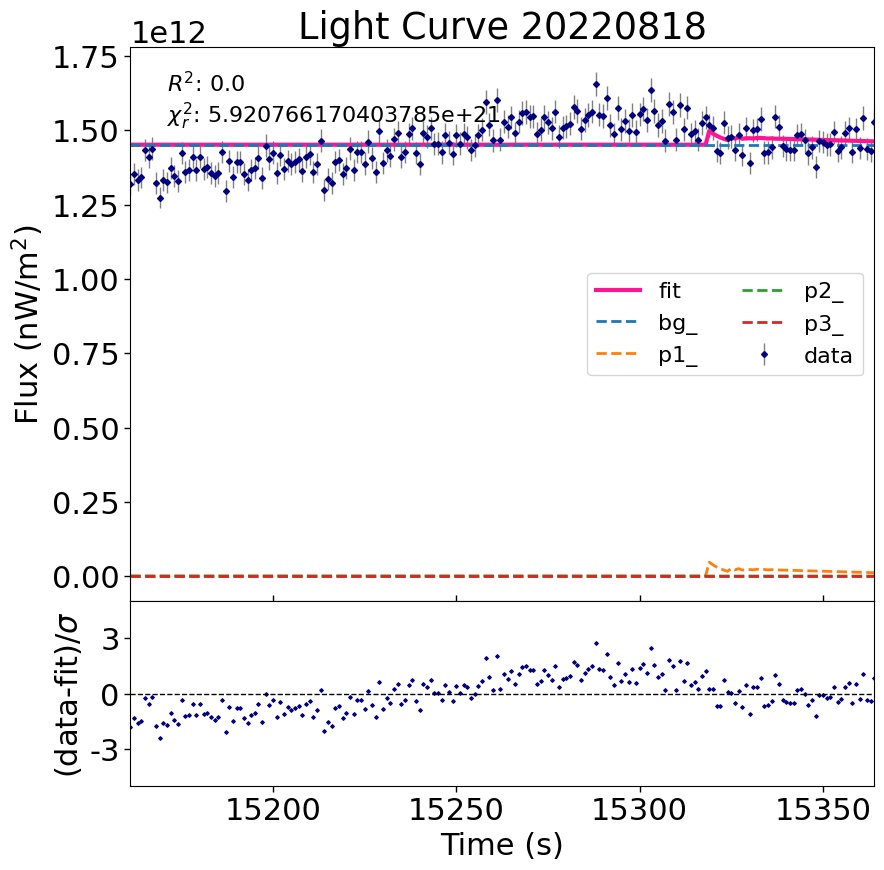 Light Curve 20220818
1e12
R²: 0.0
χ²ᵣ: 5.920766170403785e+21
Flux (nW/m²)
1.75
1.50
1.25
1.00
0.75
0.50
0.25
0.00
fit
bg_
p1_
p2_
p3_
data
(data-fit)/σ
3
0
-3
15200
15250
15300
15350
Time (s)